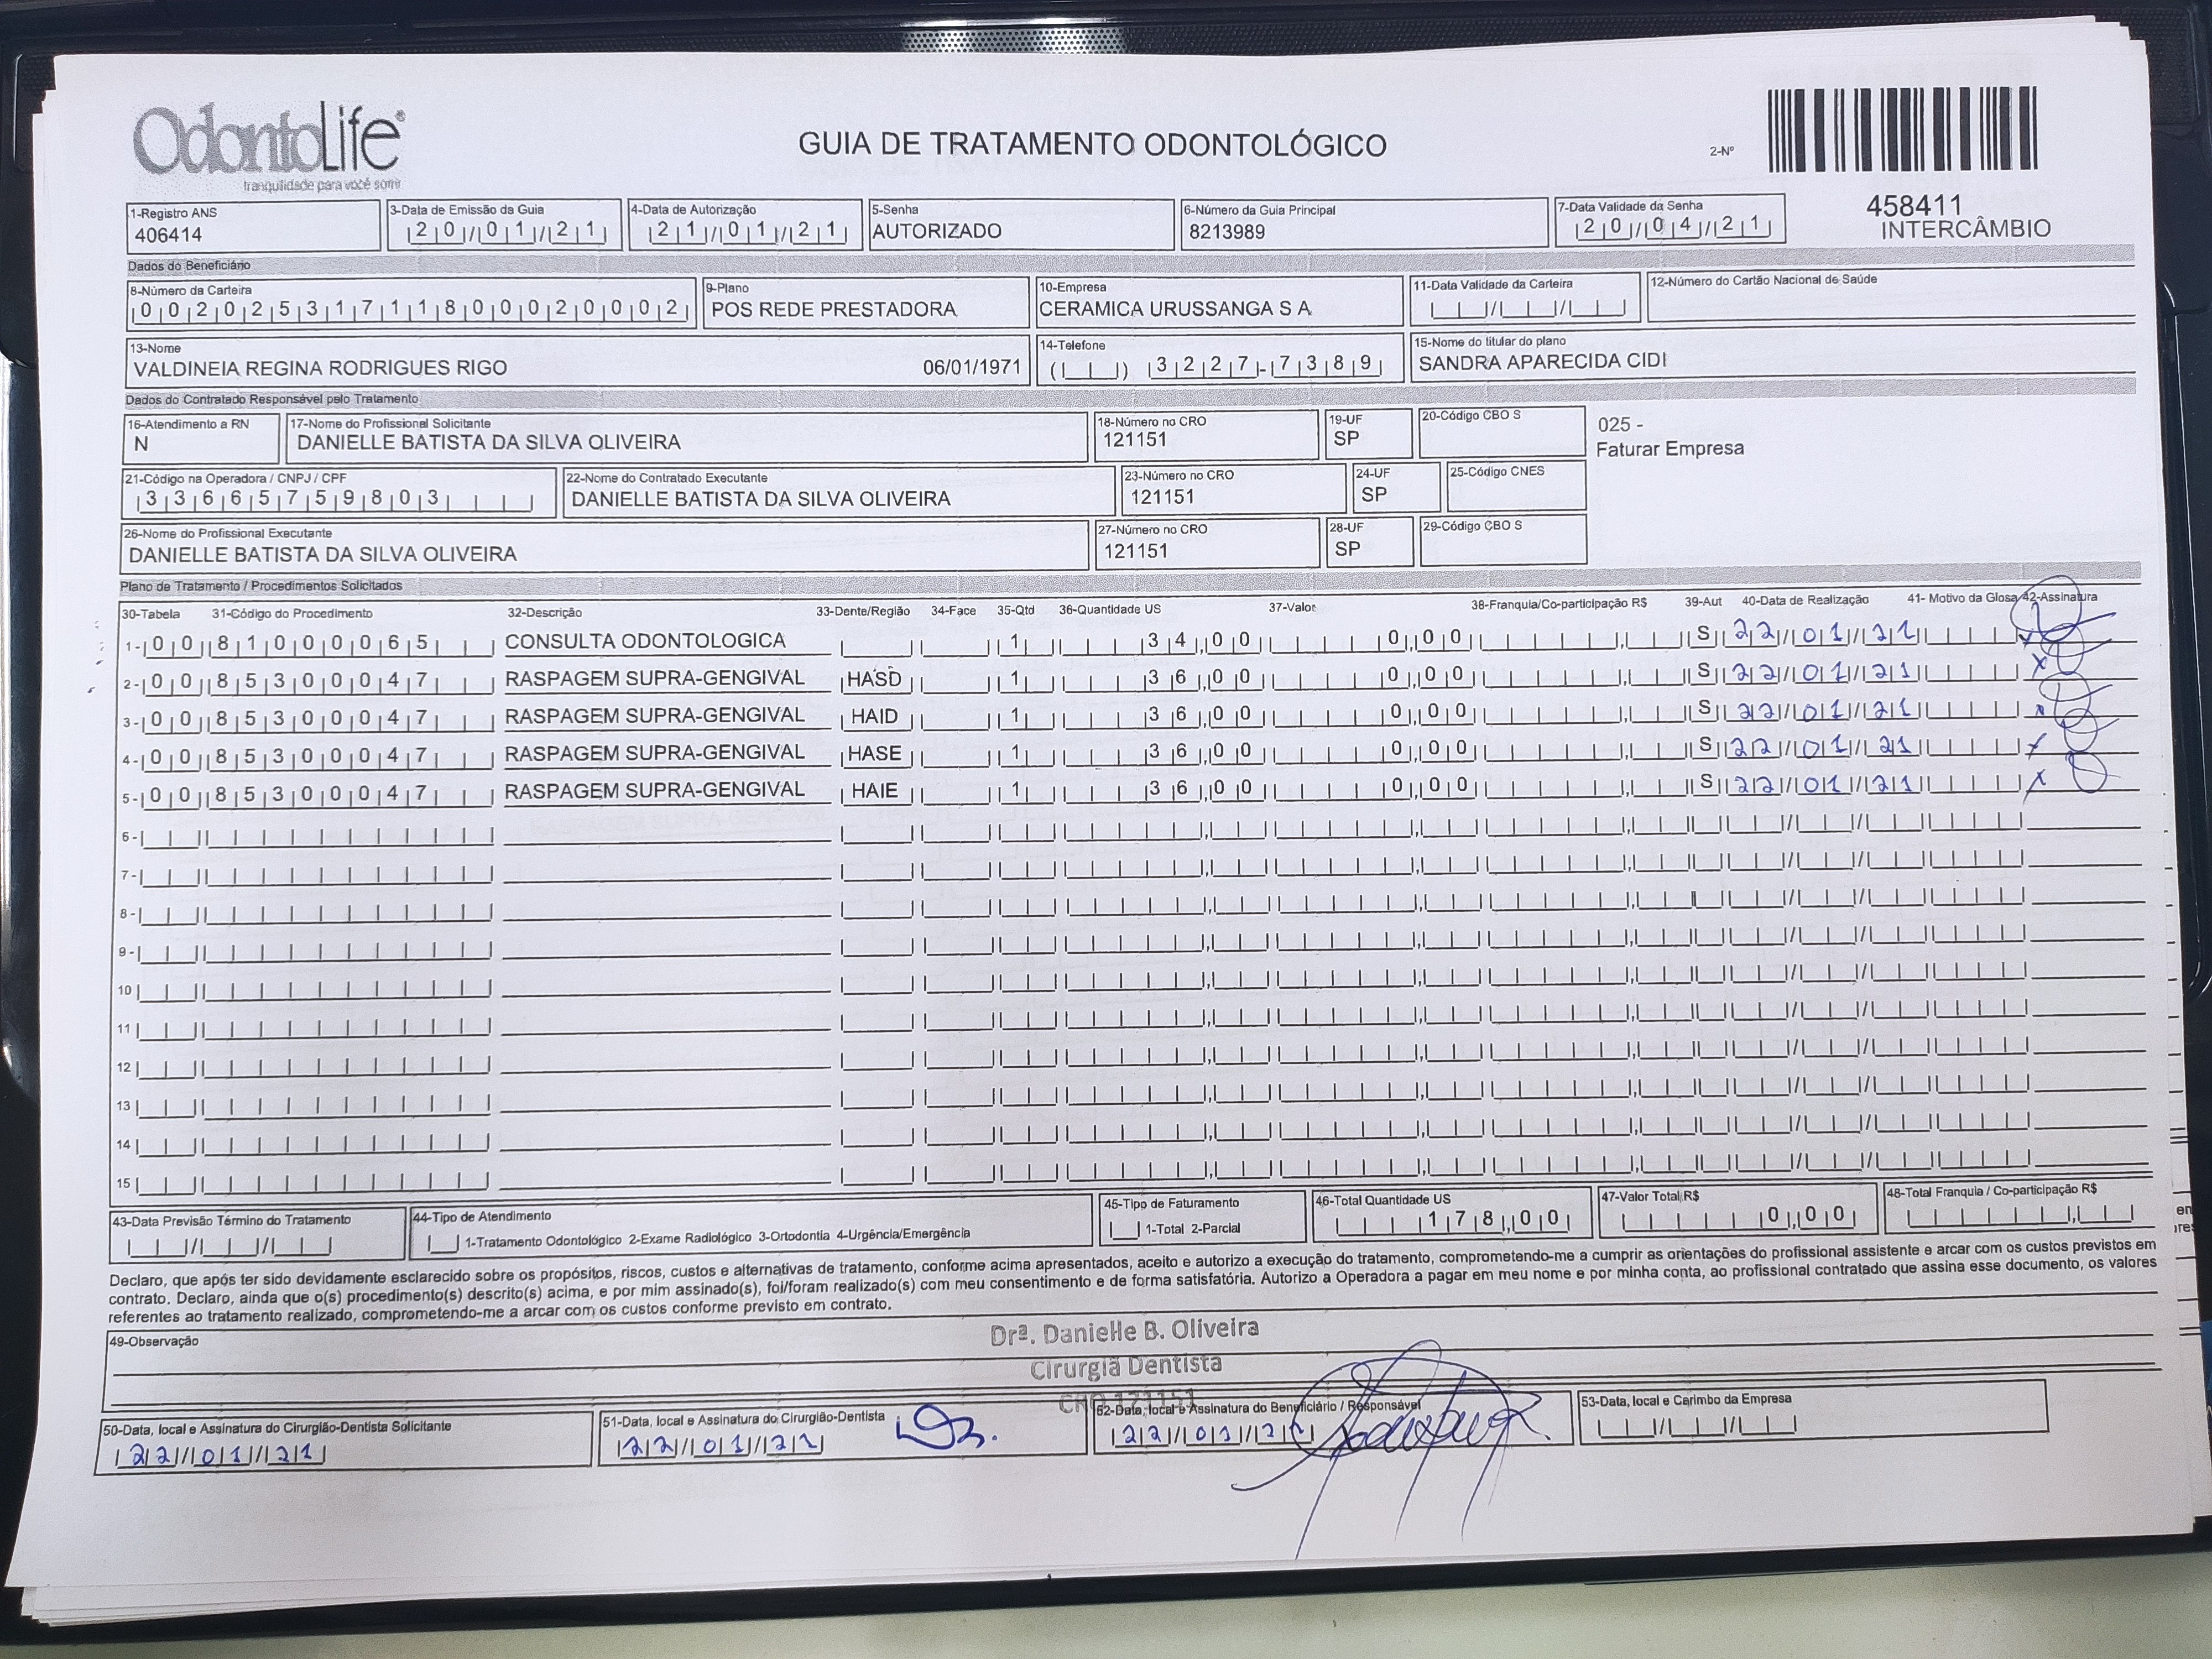 OdontoLife®
tranquilidade para você sorrir
GUIA DE TRATAMENTO ODONTOLÓGICO
2-Nº
458411
INTERCÂMBIO
1-Registro ANS
406414
3-Data de Emissão da Guia
20/01/21
4-Data de Autorização
21/01/21
5-Senha
AUTORIZADO
6-Número da Guia Principal
8213989
7-Data Validade da Senha
20/04/21
Dados do Beneficiário
8-Número da Carteira
00202531711800020002
9-Plano
POS REDE PRESTADORA
10-Empresa
CERAMICA URUSSANGA S A
11-Data Validade da Carteira
12-Número do Cartão Nacional de Saúde
13-Nome
VALDINEIA REGINA RODRIGUES RIGO 06/01/1971
14-Telefone
( ) 3227-7389
15-Nome do titular do plano
SANDRA APARECIDA CIDI
Dados do Contratado Responsável pelo Tratamento
16-Atendimento a RN
N
17-Nome do Profissional Solicitante
DANIELLE BATISTA DA SILVA OLIVEIRA
18-Número no CRO
121151
19-UF
SP
20-Código CBO S
025 -
Faturar Empresa
21-Código na Operadora / CNPJ / CPF
33665759803
22-Nome do Contratado Executante
DANIELLE BATISTA DA SILVA OLIVEIRA
23-Número no CRO
121151
24-UF
SP
25-Código CNES
26-Nome do Profissional Executante
DANIELLE BATISTA DA SILVA OLIVEIRA
27-Número no CRO
121151
28-UF
SP
29-Código CBO S
Plano de Tratamento / Procedimentos Solicitados
30-Tabela 31-Código do Procedimento 32-Descrição 33-Dente/Região 34-Face 35-Qtd 36-Quantidade US 37-Valor 38-Franquia/Co-participação R$ 39-Aut 40-Data de Realização 41- Motivo da Glosa 42-Assinatura
1- 00 81000065 CONSULTA ODONTOLOGICA 1 34,00 0,00 S 22/01/21
2- 00 85300047 RASPAGEM SUPRA-GENGIVAL HASD 1 36,00 0,00 S 22/01/21 x
3- 00 85300047 RASPAGEM SUPRA-GENGIVAL HAID 1 36,00 0,00 S 22/01/21 x
4- 00 85300047 RASPAGEM SUPRA-GENGIVAL HASE 1 36,00 0,00 S 22/01/21 x
5- 00 85300047 RASPAGEM SUPRA-GENGIVAL HAIE 1 36,00 0,00 S 22/01/21 x
6-
7-
8-
9-
10
11
12
13
14
15
43-Data Previsão Término do Tratamento
44-Tipo de Atendimento
1-Tratamento Odontológico 2-Exame Radiológico 3-Ortodontia 4-Urgência/Emergência
45-Tipo de Faturamento
1-Total 2-Parcial
46-Total Quantidade US
178,00
47-Valor Total R$
0,00
48-Total Franquia / Co-participação R$
Declaro, que após ter sido devidamente esclarecido sobre os propósitos, riscos, custos e alternativas de tratamento, conforme acima apresentados, aceito e autorizo a execução do tratamento, comprometendo-me a cumprir as orientações do profissional assistente e arcar com os custos previstos em
contrato. Declaro, ainda que o(s) procedimento(s) descrito(s) acima, e por mim assinado(s), foi/foram realizado(s) com meu consentimento e de forma satisfatória. Autorizo a Operadora a pagar em meu nome e por minha conta, ao profissional contratado que assina esse documento, os valores
referentes ao tratamento realizado, comprometendo-me a arcar com os custos conforme previsto em contrato.
49-Observação
Drª. Danielle B. Oliveira
Cirurgiã Dentista
CRO 121151
50-Data, local e Assinatura do Cirurgião-Dentista Solicitante
22/01/21
51-Data, local e Assinatura do Cirurgião-Dentista
22/01/21
52-Data, local e Assinatura do Beneficiário / Responsável
22/01/21
53-Data, local e Carimbo da Empresa